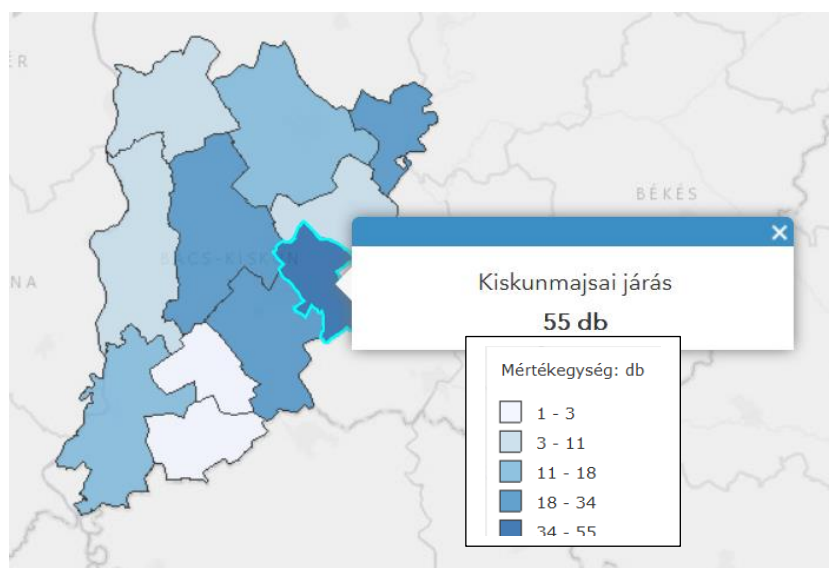 ÉR
BÉKÉS
BÁCS-KISKUN
NA
Kiskunmajsai járás
55 db
Mértékegység: db
1 - 3
3 - 11
11 - 18
18 - 34
34 - 55